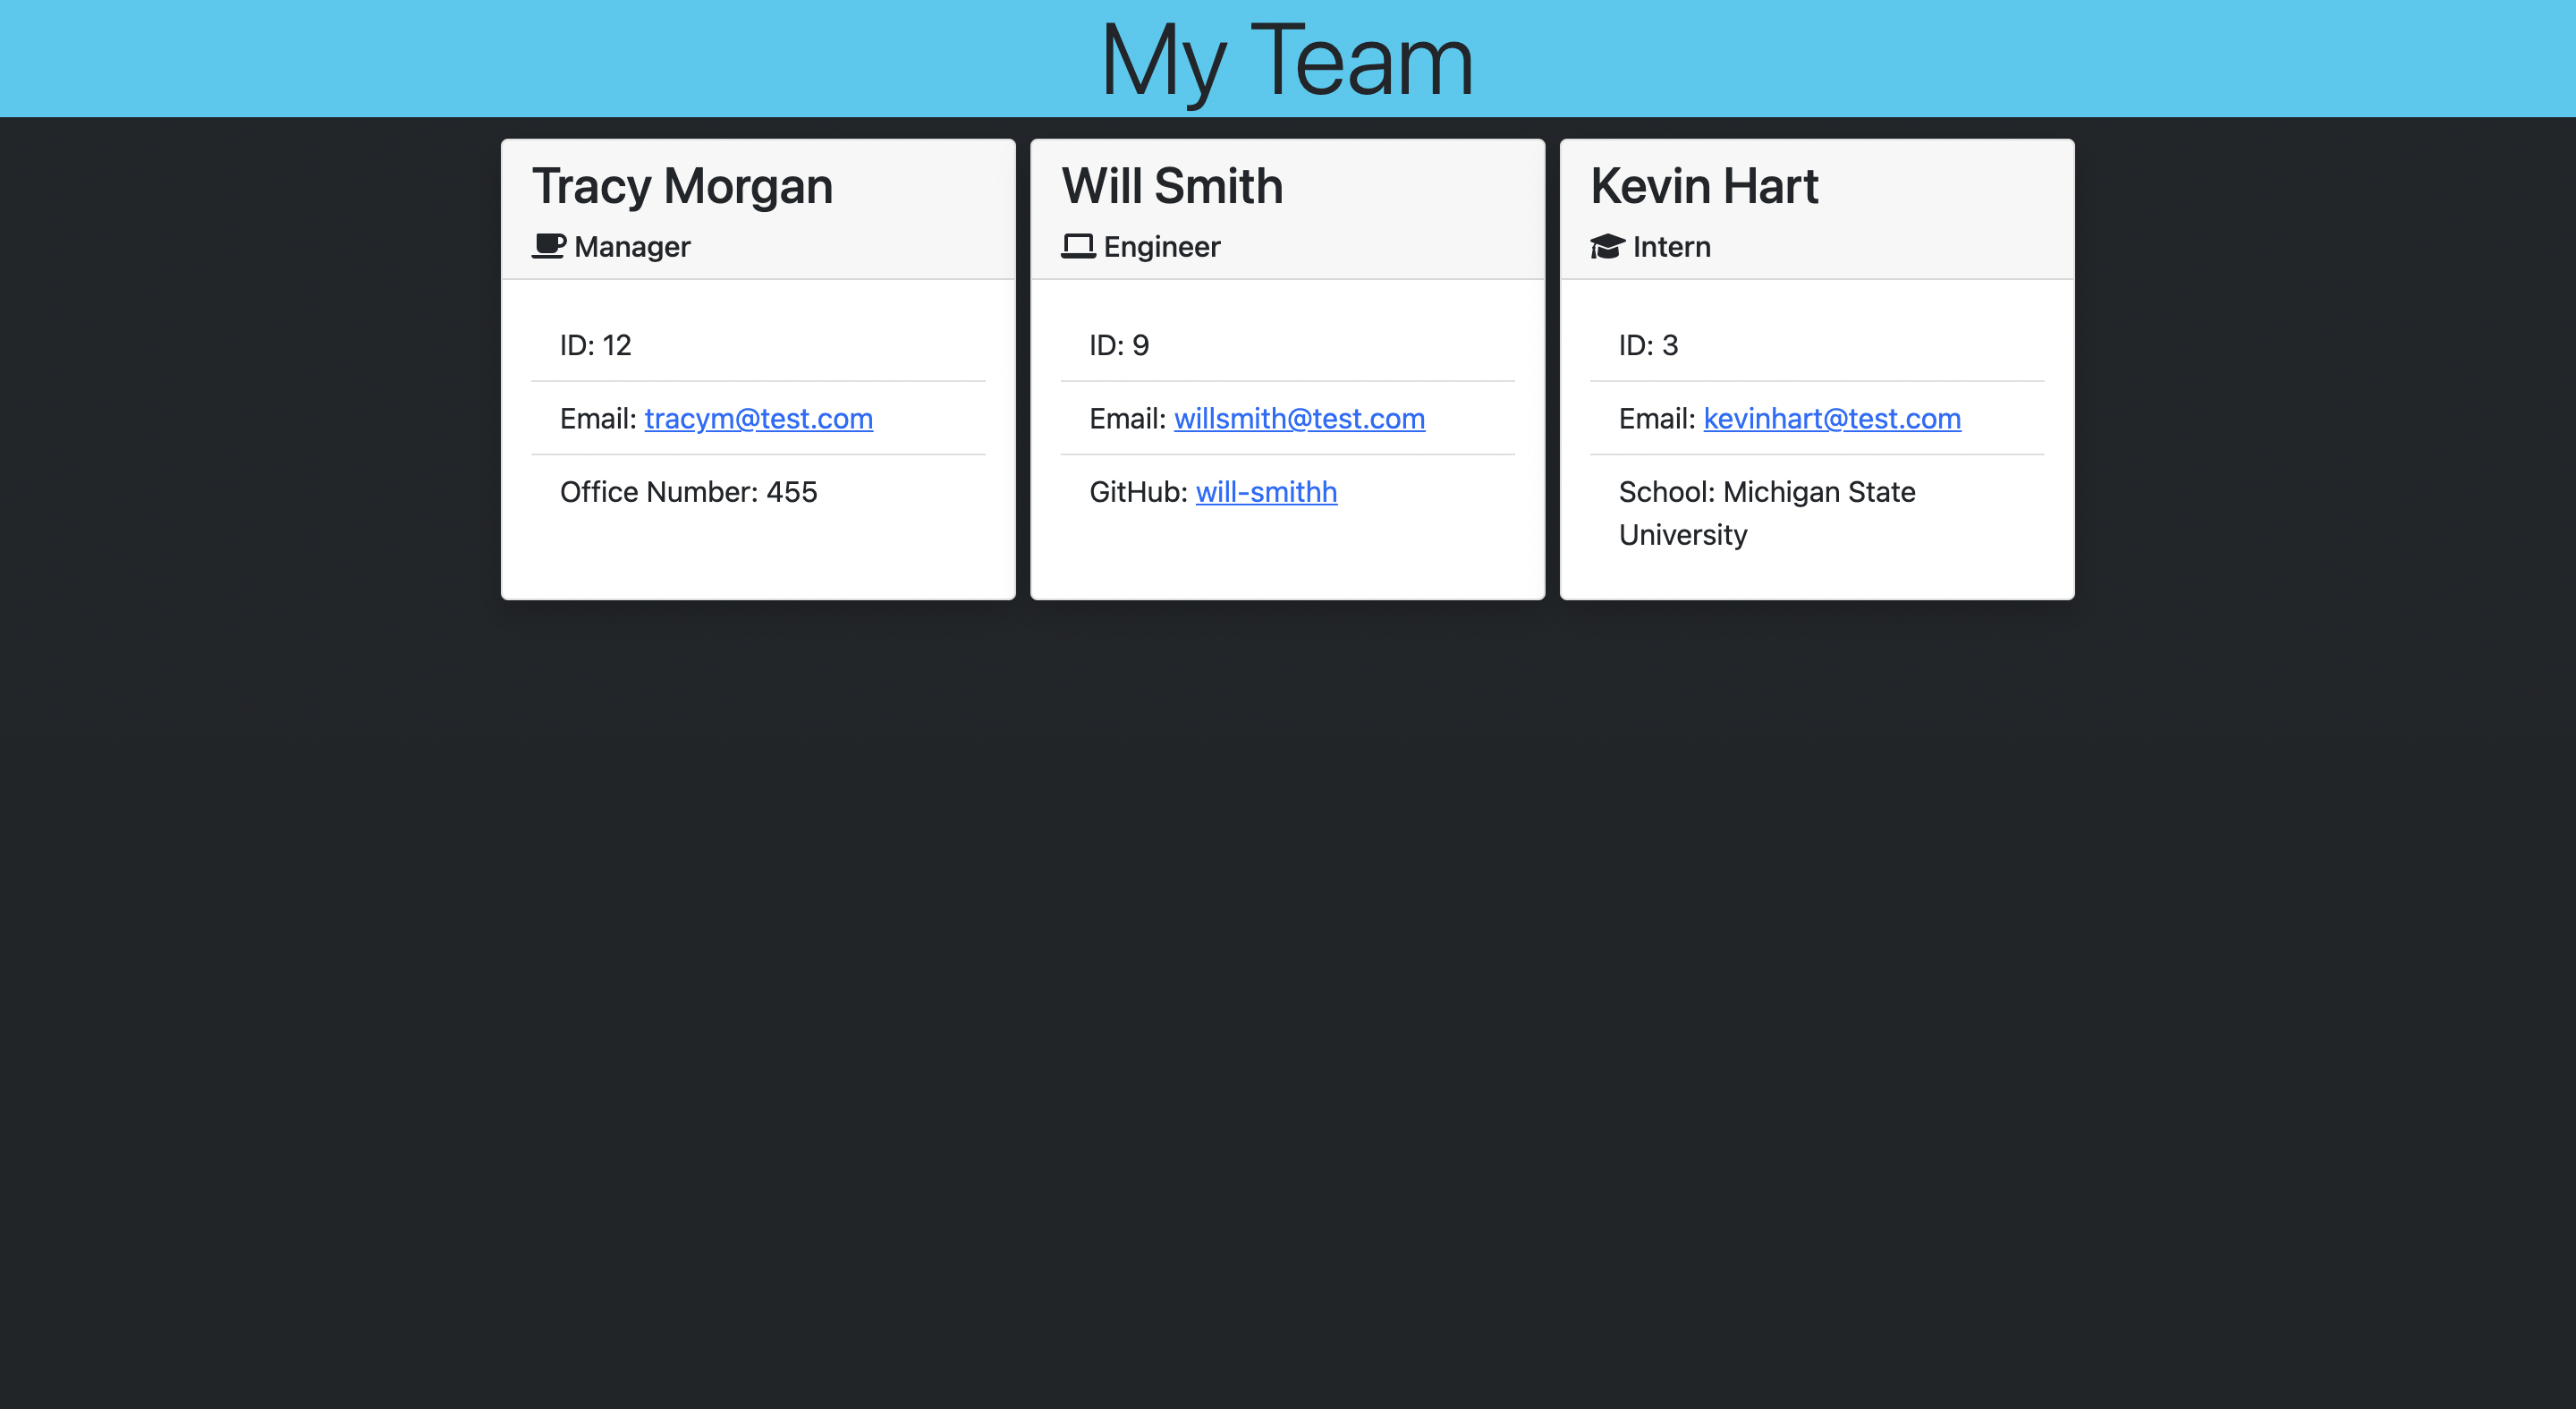 My Team
Tracy Morgan
Manager
ID: 12
Email: tracym@test.com
Office Number: 455
Will Smith
Engineer
ID: 9
Email: willsmith@test.com
GitHub: will-smithh
Kevin Hart
Intern
ID: 3
Email: kevinhart@test.com
School: Michigan State
University